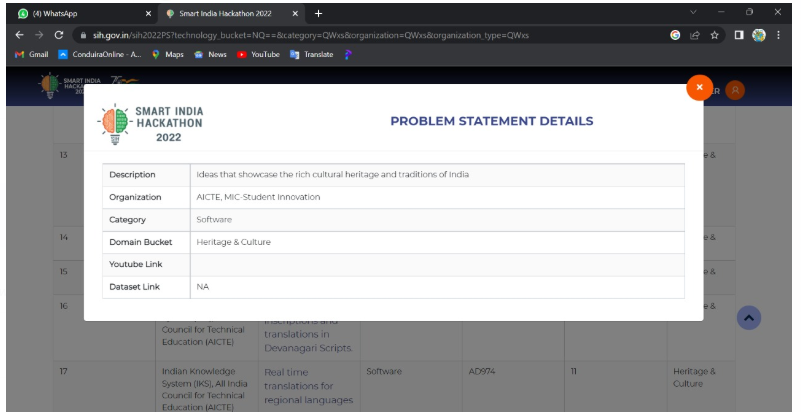 (4) WhatsApp
Smart India Hackathon 2022
sih.gov.in/sih2022PS?technology_bucket=NQ==&category=QWxs&organization=QWxs&organization_type=QWxs
Gmail ConduiraOnline - A... Maps News YouTube Translate
SMART INDIA
SMART INDIA
HACKATHON
2022
PROBLEM STATEMENT DETAILS
Description Ideas that showcase the rich cultural heritage and traditions of India
Organization AICTE, MIC-Student Innovation
Category Software
Domain Bucket Heritage & Culture
Youtube Link
Dataset Link NA
13
14
15
16
Council for Technical
Education (AICTE)
translations in
Devanagari Scripts.
17 Indian Knowledge Real time Software AD974 11 Heritage &
System (IKS), All India translations for Culture
Council for Technical regional languages
Education (AICTE)